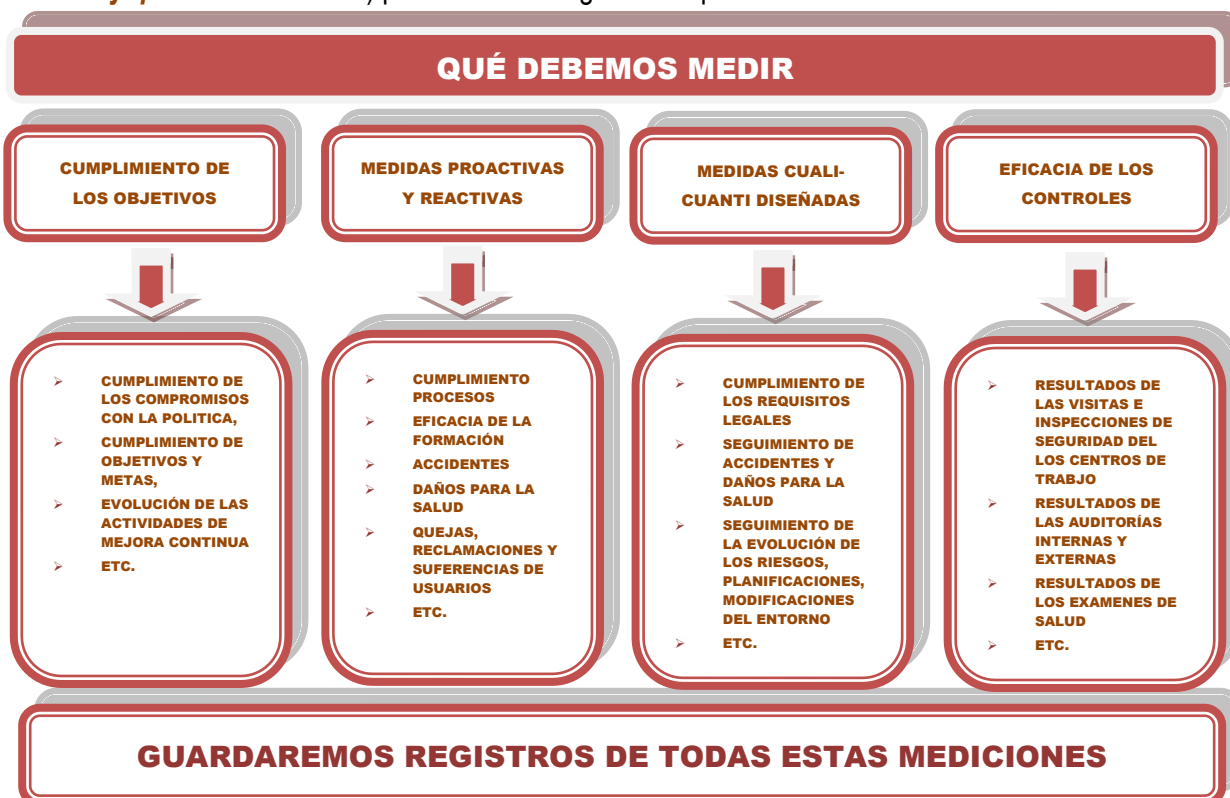 QUÉ DEBEMOS MEDIR
CUMPLIMIENTO DE
LOS OBJETIVOS
MEDIDAS PROACTIVAS
Y REACTIVAS
MEDIDAS CUALI-
CUANTI DISEÑADAS
EFICACIA DE LOS
CONTROLES
➢ CUMPLIMIENTO DE
LOS COMPROMISOS
CON LA POLITICA,
➢ CUMPLIMIENTO DE
OBJETIVOS Y
METAS,
➢ EVOLUCIÓN DE LAS
ACTIVIDADES DE
MEJORA CONTINUA
➢ ETC.
➢ CUMPLIMIENTO
PROCESOS
➢ EFICACIA DE LA
FORMACIÓN
➢ ACCIDENTES
➢ DAÑOS PARA LA
SALUD
➢ QUEJAS,
RECLAMACIONES Y
SUFERENCIAS DE
USUARIOS
➢ ETC.
➢ CUMPLIMIENTO DE
LOS REQUISITOS
LEGALES
➢ SEGUIMIENTO DE
ACCIDENTES Y
DAÑOS PARA LA
SALUD
➢ SEGUIMIENTO DE
LA EVOLUCIÓN DE
LOS RIESGOS,
PLANIFICACIONES,
MODIFICACIONES
DEL ENTORNO
➢ ETC.
➢ RESULTADOS DE
LAS VISITAS E
INSPECCIONES DE
SEGURIDAD DEL
LOS CENTROS DE
TRABJO
➢ RESULTADOS DE
LAS AUDITORÍAS
INTERNAS Y
EXTERNAS
➢ RESULTADOS DE
LOS EXAMENES DE
SALUD
➢ ETC.
GUARDAREMOS REGISTROS DE TODAS ESTAS MEDICIONES